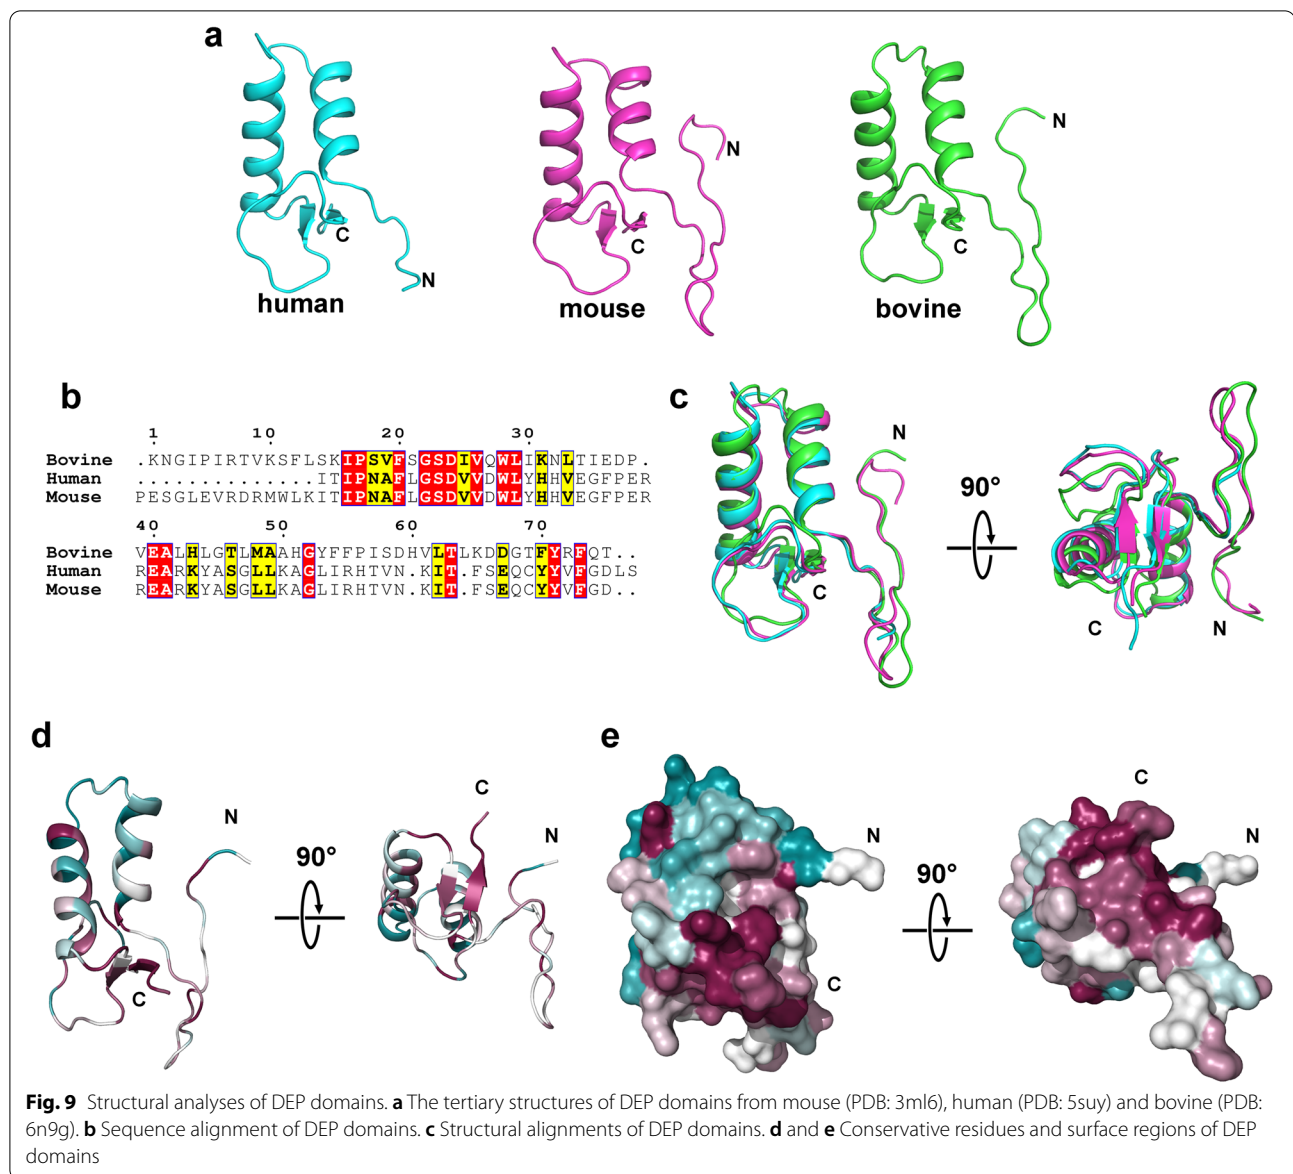 a
N
N
C
C
C
N
human
mouse
bovine
b
1 10 20 30
Bovine .KNGIPIRTVKSFLSKIPSVFSGSDIVQWLIKNLTIEDP.
Human ..............ITIPNAFLGSDVVDWLYHHVEGFPER
Mouse PESGLEVRDRMWLKITIPNAFLGSDVVDWLYHHVEGFPER
40 50 60 70
Bovine VEALHLGTLMAAHGYFFPISDHVLTLKDDGTFYRFQT..
Human REARKYASGLLKAGLIRHTVN.KIT.FSEQCYYVFGDLS
Mouse REARKYASGLLKAGLIRHTVN.KIT.FSEQCYYVFGD..
c
N
90°
C
C
N
d
N
90°
C
C
N
e
N
90°
C
C
N
Fig. 9 Structural analyses of DEP domains. a The tertiary structures of DEP domains from mouse (PDB: 3ml6), human (PDB: 5suy) and bovine (PDB:
6n9g). b Sequence alignment of DEP domains. c Structural alignments of DEP domains. d and e Conservative residues and surface regions of DEP
domains